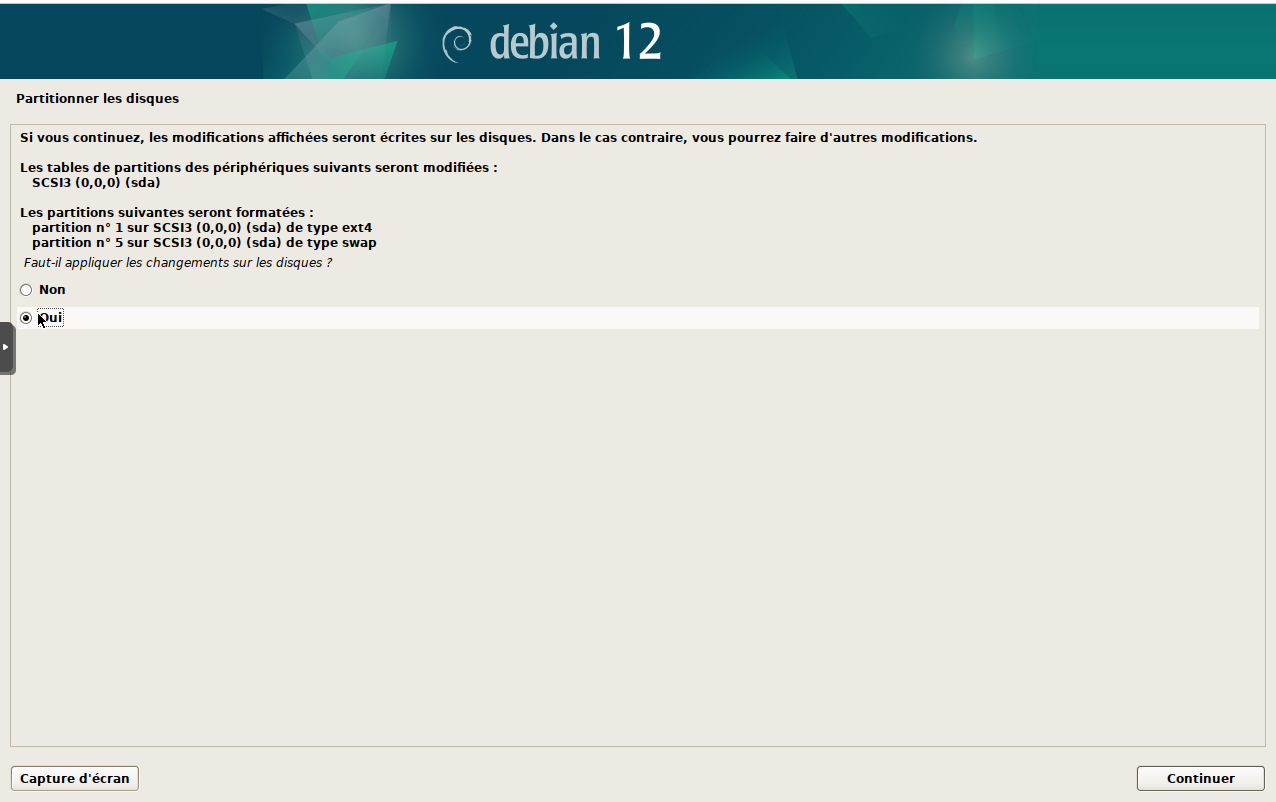 debian 12
Partitionner les disques
Si vous continuez, les modifications affichées seront écrites sur les disques. Dans le cas contraire, vous pourrez faire d'autres modifications.
Les tables de partitions des périphériques suivants seront modifiées :
SCSI3 (0,0,0) (sda)
Les partitions suivantes seront formatées :
partition n° 1 sur SCSI3 (0,0,0) (sda) de type ext4
partition n° 5 sur SCSI3 (0,0,0) (sda) de type swap
Faut-il appliquer les changements sur les disques ?
Non
Oui
Capture d'écran
Continuer